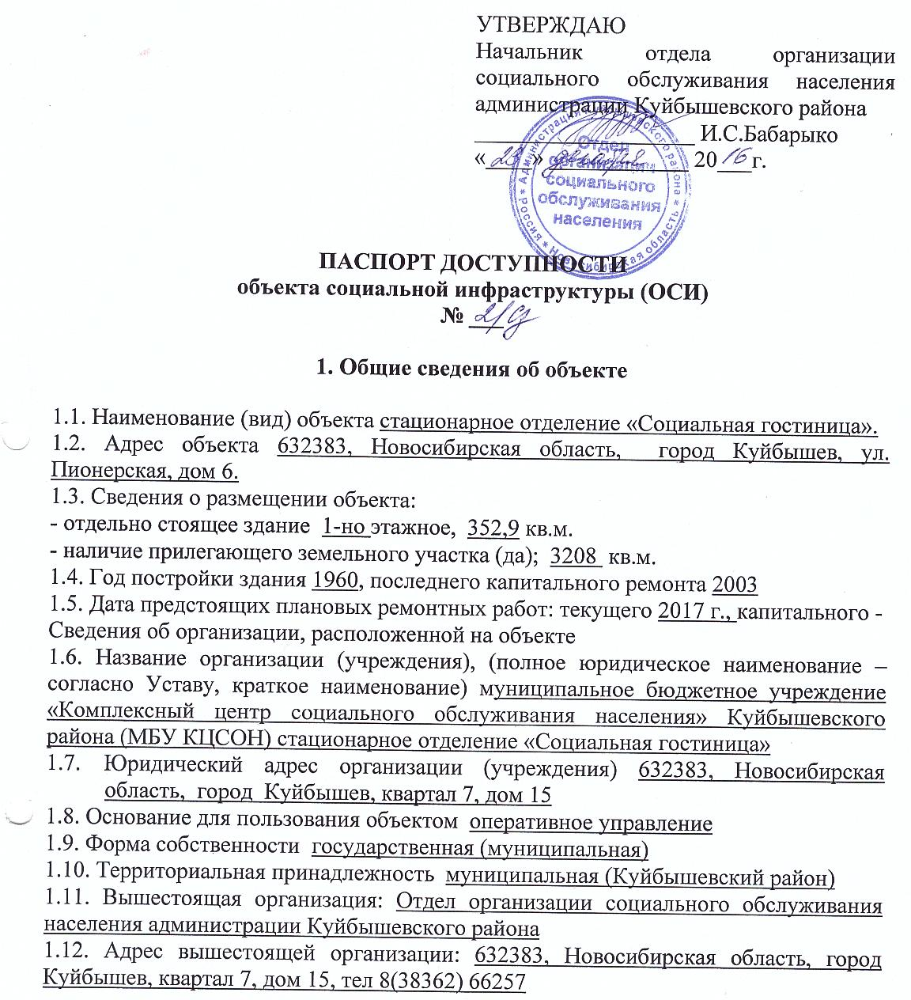 УТВЕРЖДАЮ
Начальник отдела организации
социального обслуживания населения
администрации Куйбышевского района
____________________ И.С.Бабарыко
«23» декабря 2016 г.
Россия * Администрация Куйбышевского района * Новосибирская область *
Отдел
организации
социального
обслуживания
населения
ПАСПОРТ ДОСТУПНОСТИ
объекта социальной инфраструктуры (ОСИ)
№ 2/
1. Общие сведения об объекте
1.1. Наименование (вид) объекта стационарное отделение «Социальная гостиница».
1.2. Адрес объекта 632383, Новосибирская область, город Куйбышев, ул.
Пионерская, дом 6.
1.3. Сведения о размещении объекта:
- отдельно стоящее здание 1-но этажное, 352,9 кв.м.
- наличие прилегающего земельного участка (да); 3208 кв.м.
1.4. Год постройки здания 1960, последнего капитального ремонта 2003
1.5. Дата предстоящих плановых ремонтных работ: текущего 2017 г., капитального -
Сведения об организации, расположенной на объекте
1.6. Название организации (учреждения), (полное юридическое наименование –
согласно Уставу, краткое наименование) муниципальное бюджетное учреждение
«Комплексный центр социального обслуживания населения» Куйбышевского
района (МБУ КЦСОН) стационарное отделение «Социальная гостиница»
1.7. Юридический адрес организации (учреждения) 632383, Новосибирская
область, город Куйбышев, квартал 7, дом 15
1.8. Основание для пользования объектом оперативное управление
1.9. Форма собственности государственная (муниципальная)
1.10. Территориальная принадлежность муниципальная (Куйбышевский район)
1.11. Вышестоящая организация: Отдел организации социального обслуживания
населения администрации Куйбышевского района
1.12. Адрес вышестоящей организации: 632383, Новосибирская область, город
Куйбышев, квартал 7, дом 15, тел 8(38362) 66257